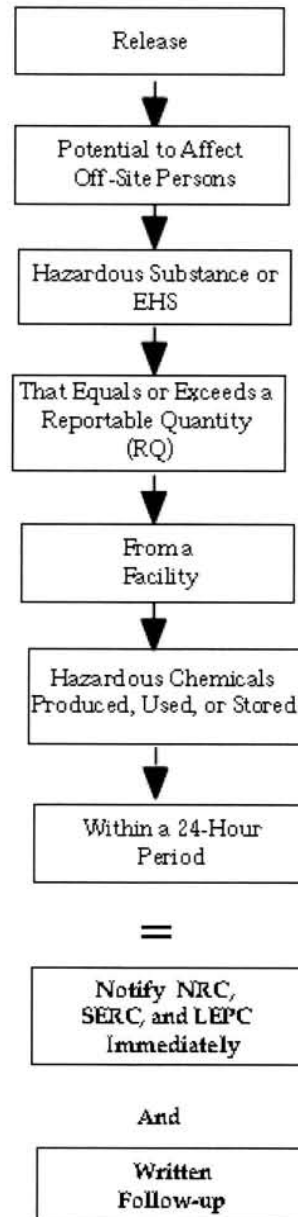 Release
Potential to Affect
Off-Site Persons
Hazardous Substance or
EHS
That Equals or Exceeds a
Reportable Quantity
(RQ)
From a
Facility
Hazardous Chemicals
Produced, Used, or Stored
Within a 24-Hour
Period
=
Notify NRC,
SERC, and LEPC
Immediately
And
Written
Follow-up